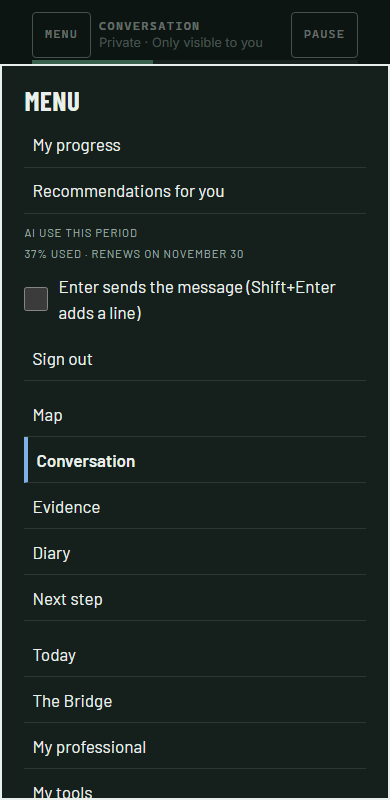 MENU
CONVERSATION
Private · Only visible to you
PAUSE
MENU
My progress
Recommendations for you
AI USE THIS PERIOD
37% USED · RENEWS ON NOVEMBER 30
Enter sends the message (Shift+Enter
adds a line)
Sign out
Map
Conversation
Evidence
Diary
Next step
Today
The Bridge
My professional
My tools